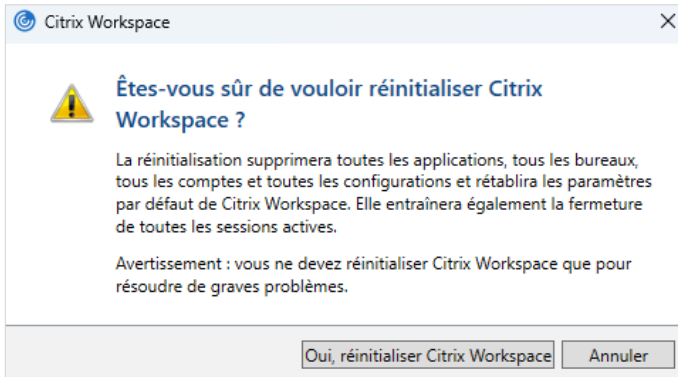 Citrix Workspace
Êtes-vous sûr de vouloir réinitialiser Citrix
Workspace ?
La réinitialisation supprimera toutes les applications, tous les bureaux,
tous les comptes et toutes les configurations et rétablira les paramètres
par défaut de Citrix Workspace. Elle entraînera également la fermeture
de toutes les sessions actives.
Avertissement : vous ne devez réinitialiser Citrix Workspace que pour
résoudre de graves problèmes.
Oui, réinitialiser Citrix Workspace Annuler